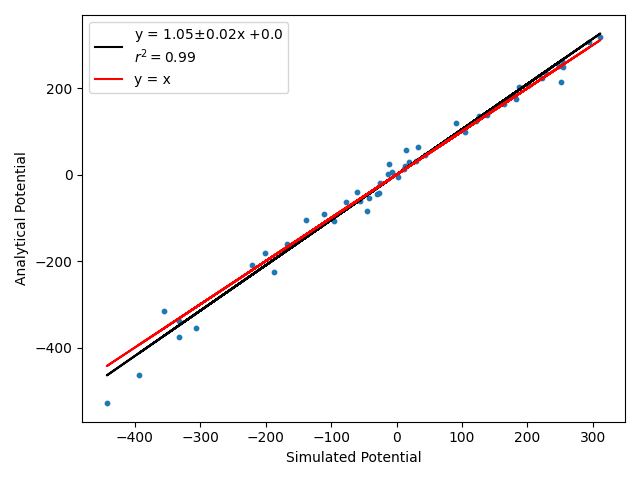 y = 1.05±0.02x +0.0
r² = 0.99
y = x
200
0
−200
−400
Analytical Potential
−400 −300 −200 −100 0 100 200 300
Simulated Potential